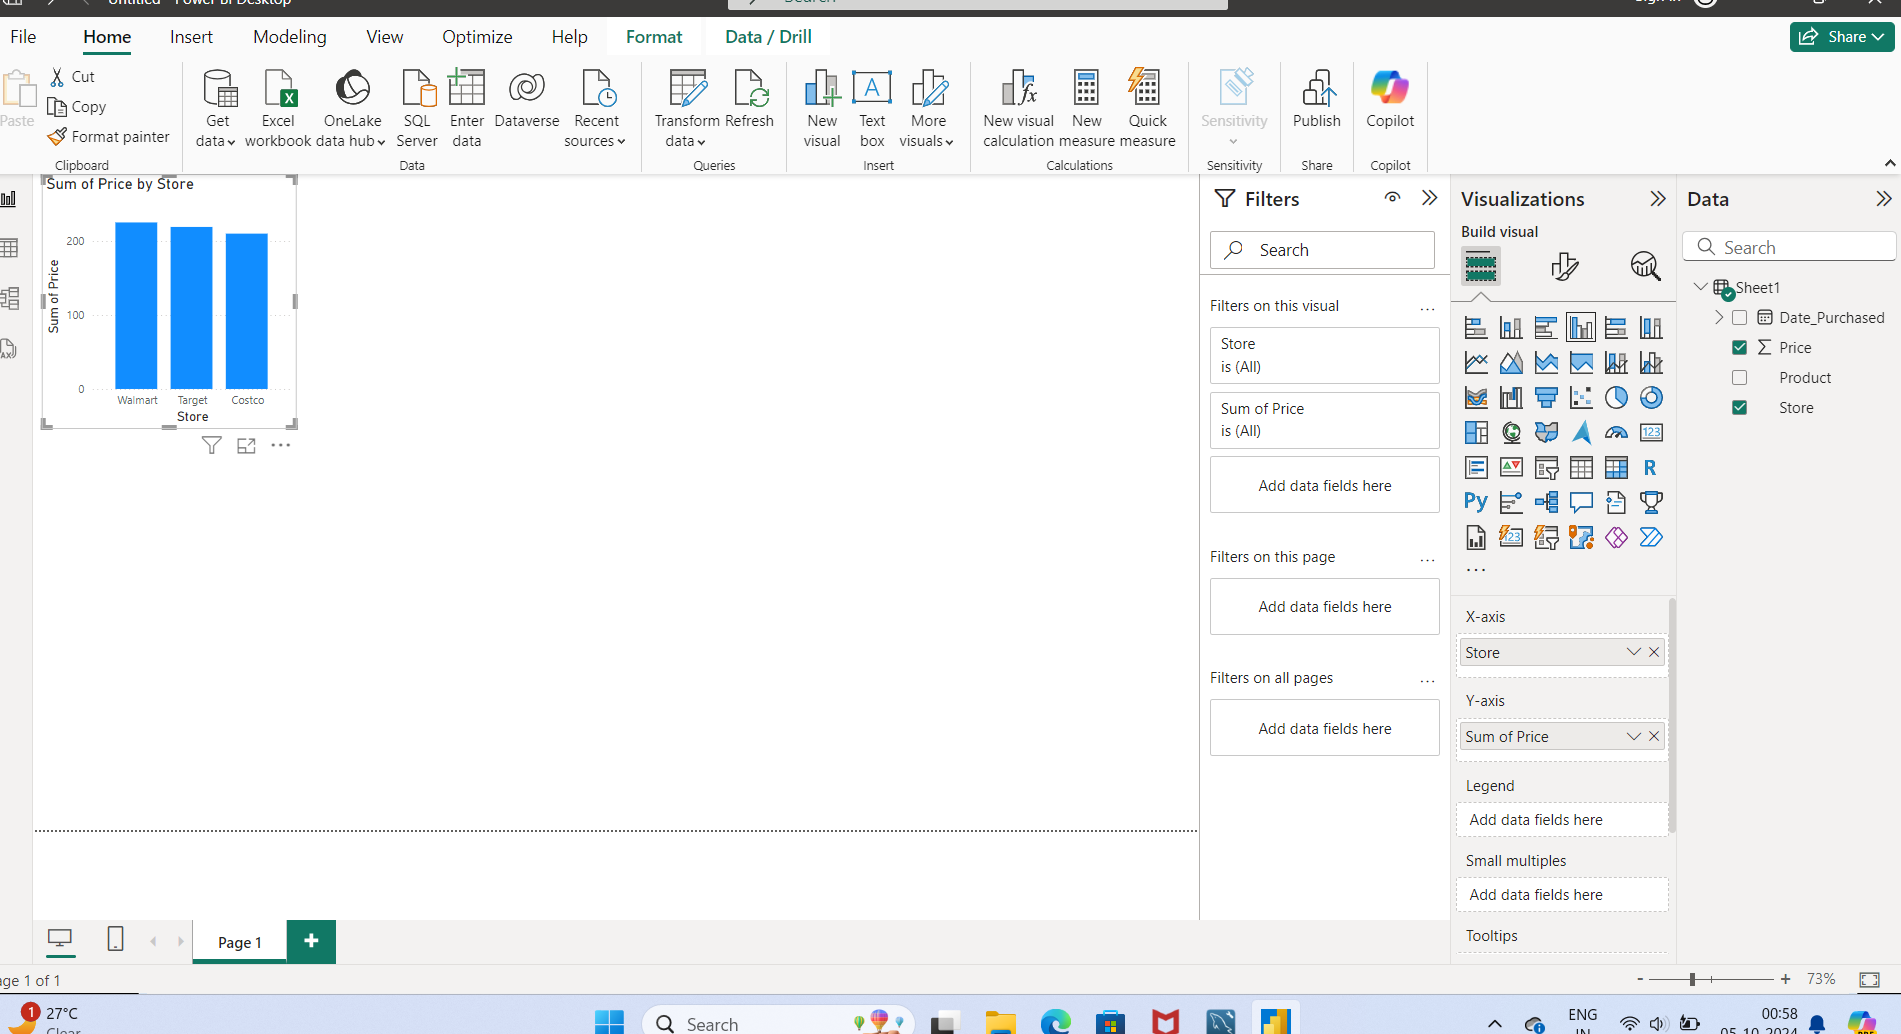 Untitled - Power BI Desktop
Search
Sign in
File
Home
Insert
Modeling
View
Optimize
Help
Format
Data / Drill
Share
Paste
Cut
Copy
Format painter
Clipboard
Get data
Excel workbook
OneLake data hub
SQL Server
Enter data
Dataverse
Recent sources
Data
Transform data
Refresh
Queries
New visual
Text box
More visuals
Insert
New visual calculation
New measure
Quick measure
Calculations
Sensitivity
Sensitivity
Publish
Share
Copilot
Copilot
Sum of Price by Store
Sum of Price
200
100
0
Walmart
Target
Costco
Store
Filters
Search
Filters on this visual
...
Store
is (All)
Sum of Price
is (All)
Add data fields here
Filters on this page
...
Add data fields here
Filters on all pages
...
Add data fields here
Visualizations
Build visual
123
R
Py
123
...
X-axis
Store
Y-axis
Sum of Price
Legend
Add data fields here
Small multiples
Add data fields here
Tooltips
Data
Search
Sheet1
Date_Purchased
Σ Price
Product
Store
Page 1
+
age 1 of 1
-
+
73%
1
27°C
Clear
Search
ENG
IN
00:58
05-10-2024
PRE